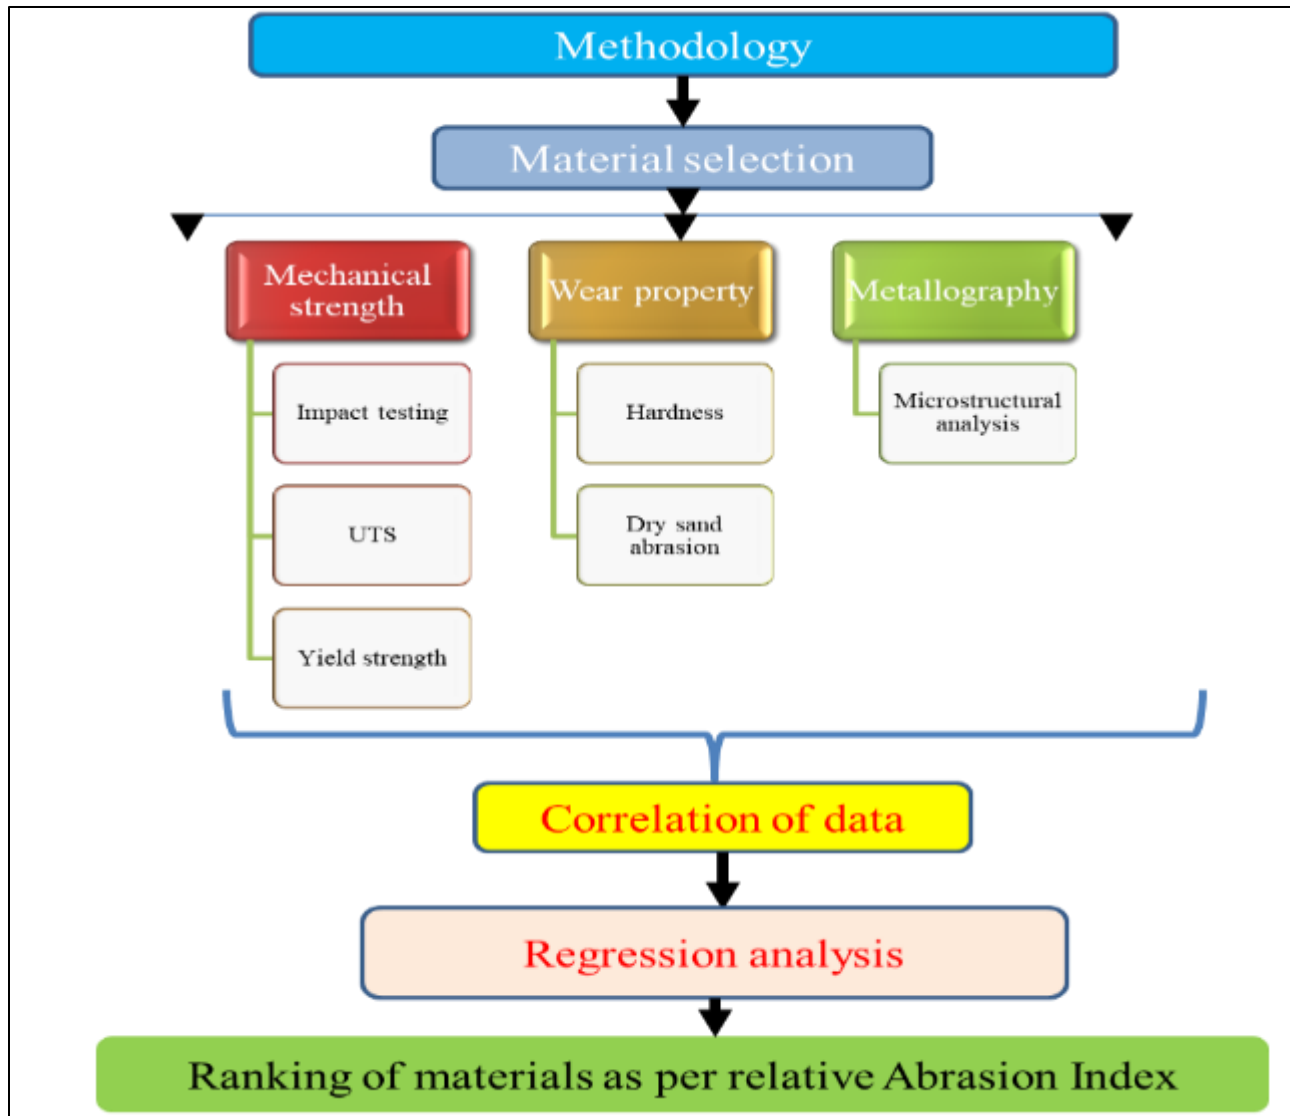 Methodology
Material selection
Mechanical
strength
Wear property
Metallography
Impact testing
Hardness
Microstructural
analysis
UTS
Dry sand
abrasion
Yield strength
Correlation of data
Regression analysis
Ranking of materials as per relative Abrasion Index